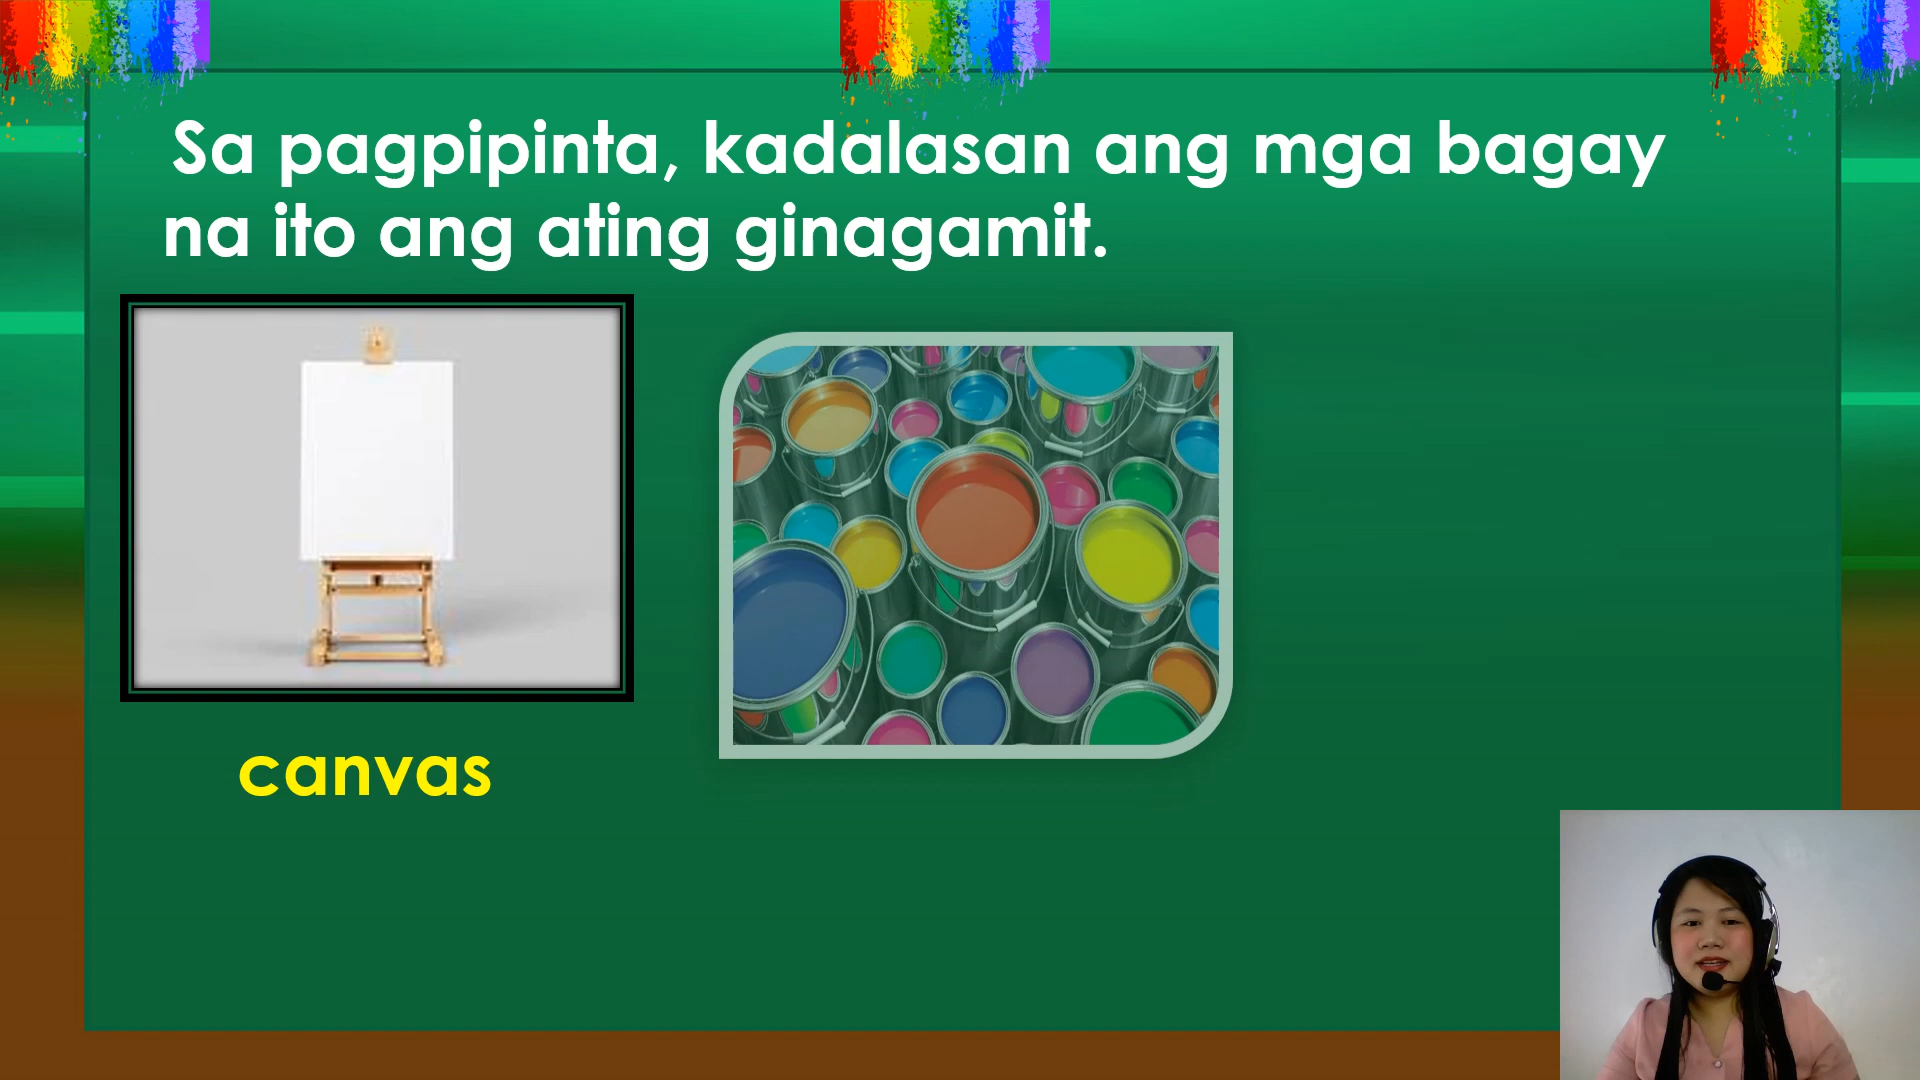 Sa pagpipinta, kadalasan ang mga bagay
na ito ang ating ginagamit.
canvas